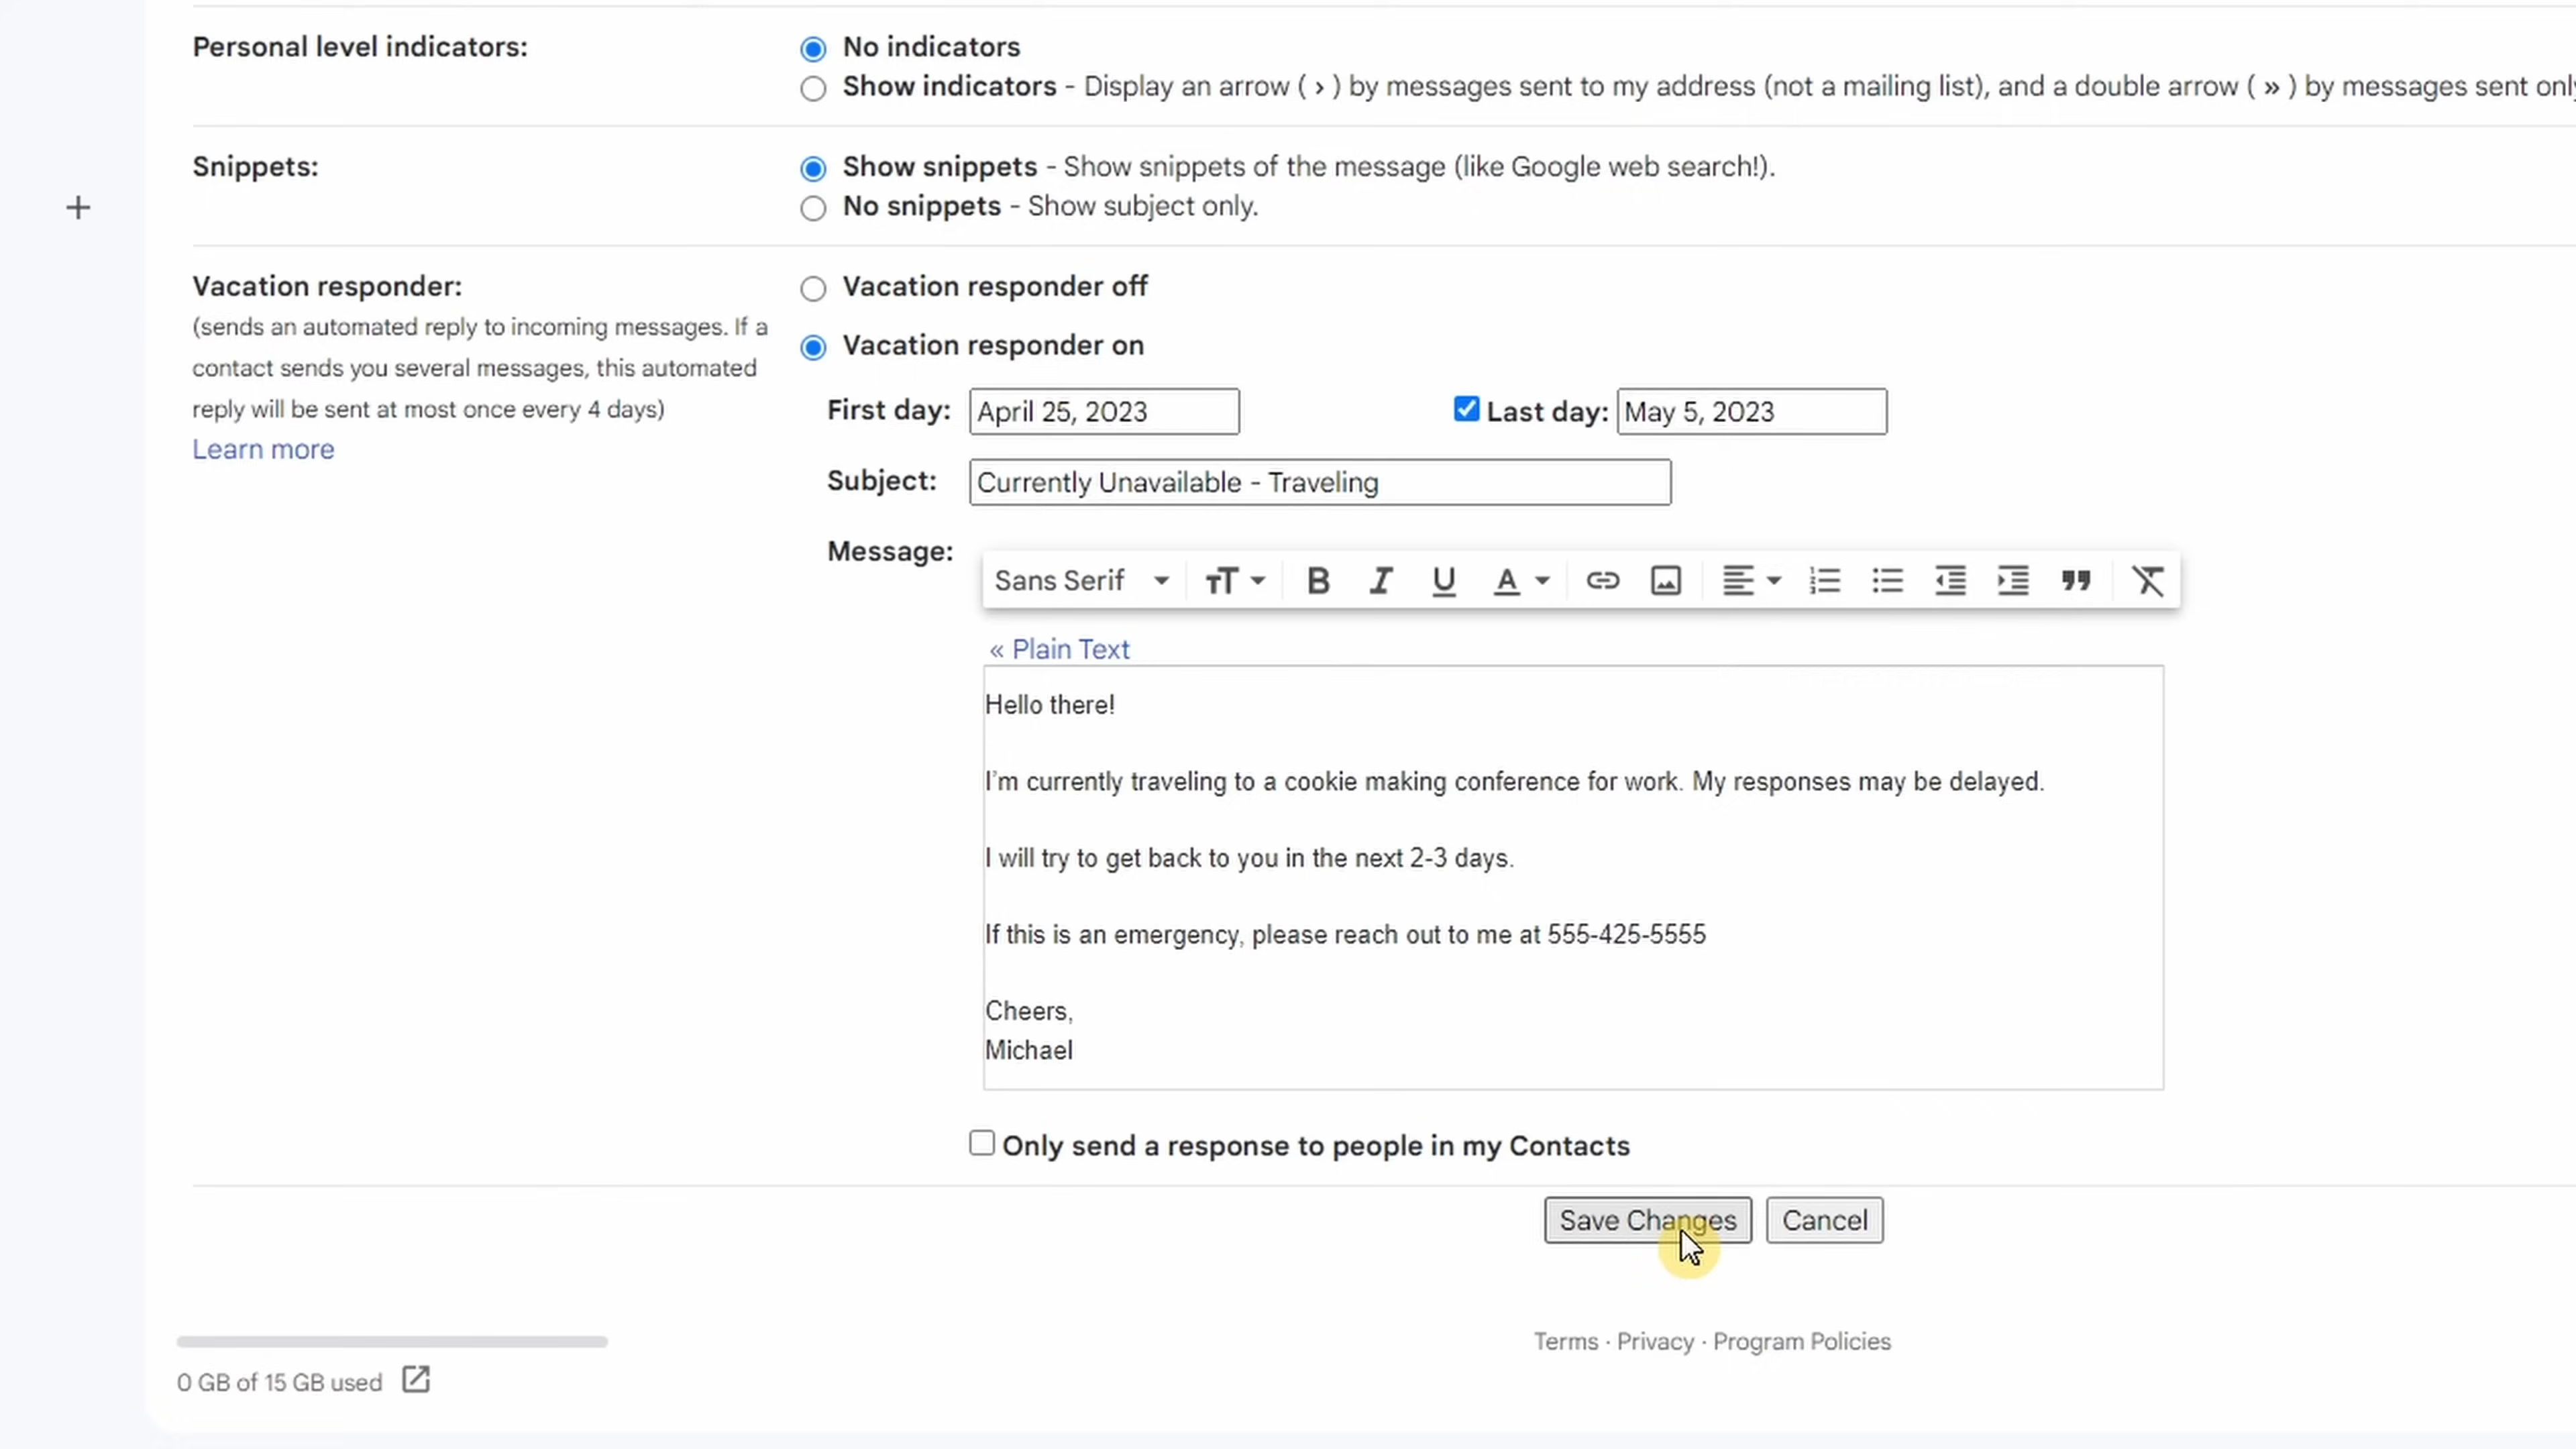 Personal level indicators:
No indicators
Show indicators - Display an arrow ( › ) by messages sent to my address (not a mailing list), and a double arrow ( » ) by messages sent only
Snippets:
Show snippets - Show snippets of the message (like Google web search!).
No snippets - Show subject only.
Vacation responder:
(sends an automated reply to incoming messages. If a
contact sends you several messages, this automated
reply will be sent at most once every 4 days)
Learn more
Vacation responder off
Vacation responder on
First day: April 25, 2023 Last day: May 5, 2023
Subject: Currently Unavailable - Traveling
Message:
Sans Serif
« Plain Text
Hello there!
I'm currently traveling to a cookie making conference for work. My responses may be delayed.
I will try to get back to you in the next 2-3 days.
If this is an emergency, please reach out to me at 555-425-5555
Cheers,
Michael
Only send a response to people in my Contacts
Save Changes Cancel
Terms · Privacy · Program Policies
0 GB of 15 GB used